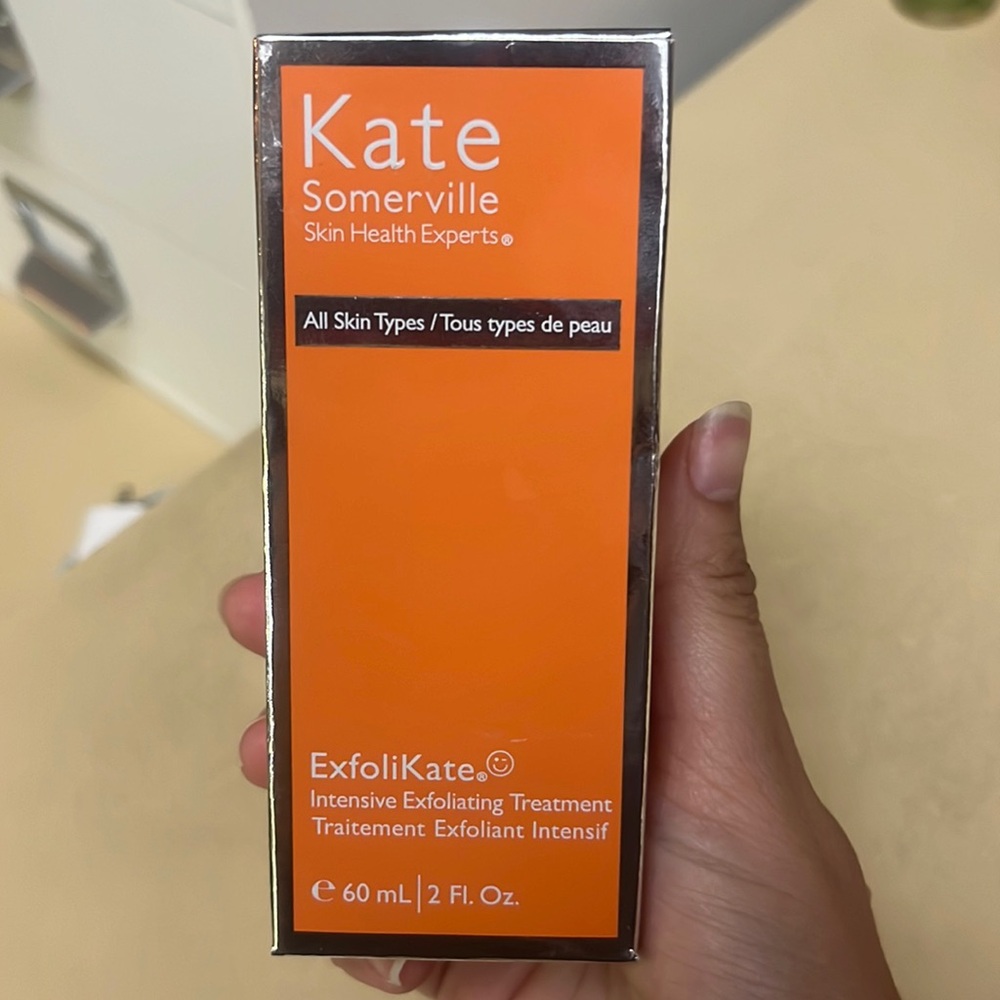 Kate
Somerville
Skin Health Experts®
All Skin Types / Tous types de peau
ExfoliKate®
Intensive Exfoliating Treatment
Traitement Exfoliant Intensif
℮ 60 mL | 2 Fl. Oz.